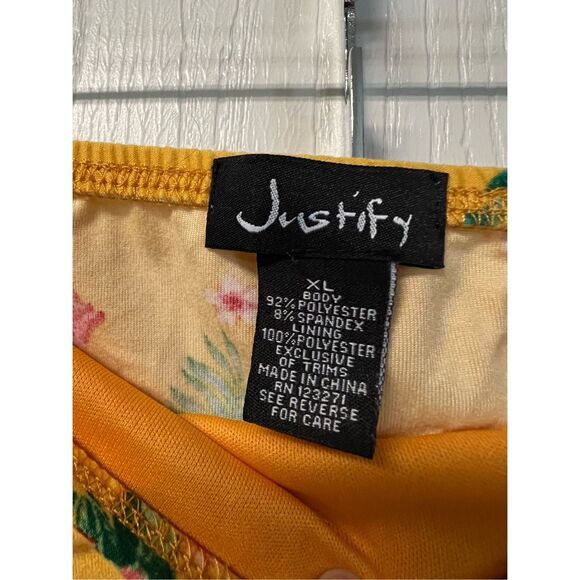 Justify
XL
BODY
92% POLYESTER
8% SPANDEX
LINING
100% POLYESTER
EXCLUSIVE
OF TRIMS
MADE IN CHINA
RN 123271
SEE REVERSE
FOR CARE